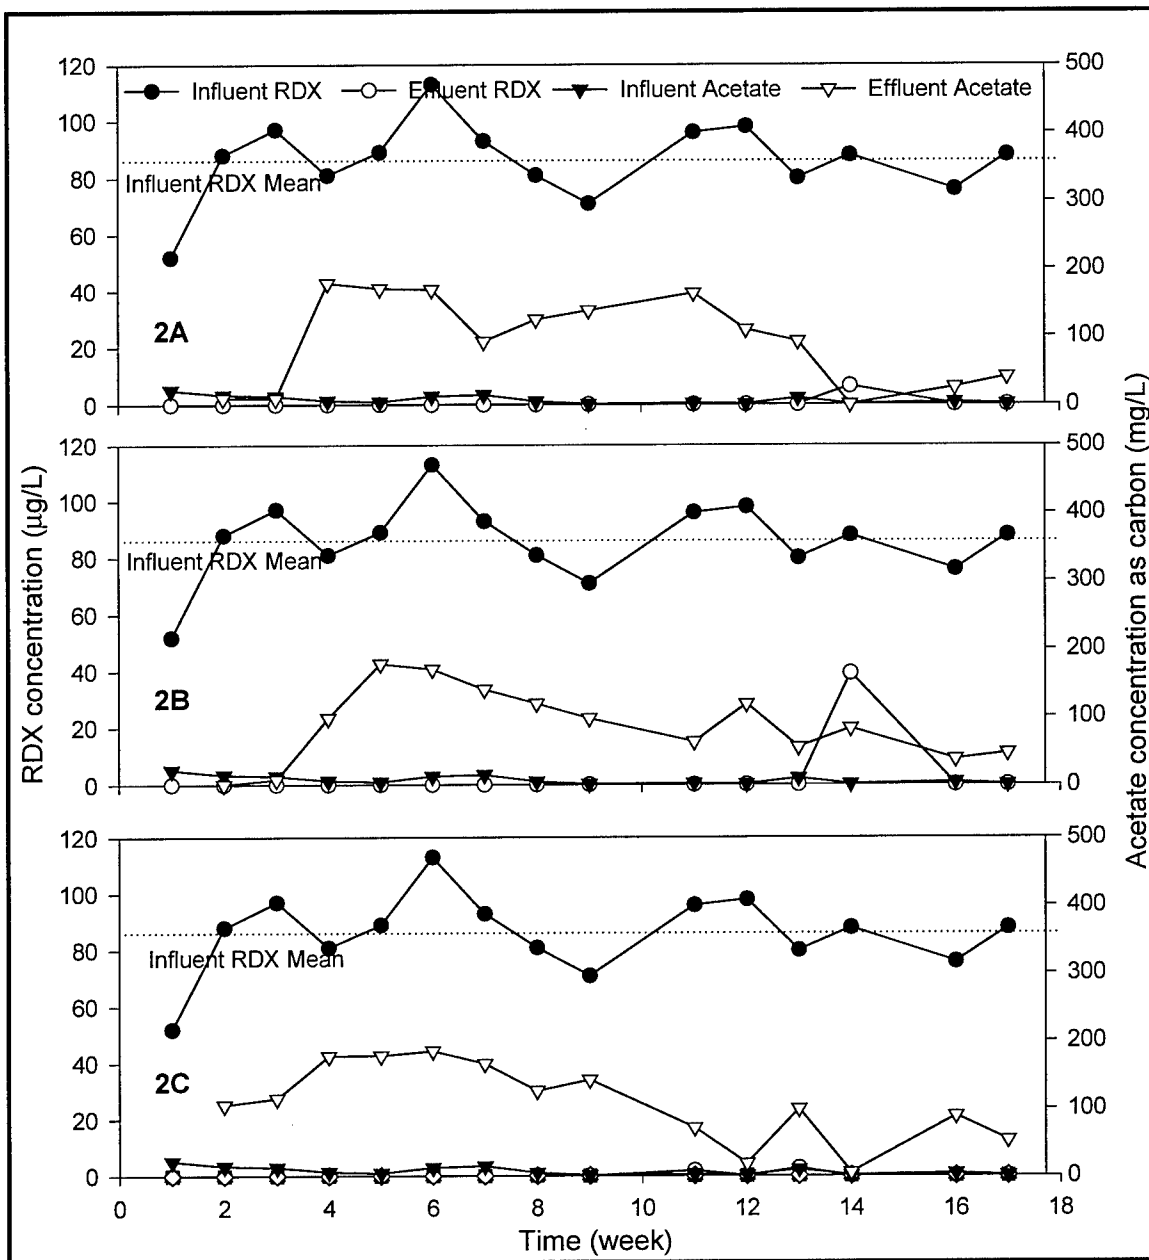 120
500
Influent RDX
Effluent RDX
Influent Acetate
Effluent Acetate
100
400
80
Influent RDX Mean
300
60
200
40
2A
100
20
0
0
120
500
100
400
80
Influent RDX Mean
300
60
200
40
2B
100
20
0
0
120
500
100
400
80
Influent RDX Mean
300
60
200
40
2C
100
20
0
0
0 2 4 6 8 10 12 14 16 18
Time (week)
RDX concentration (µg/L)
Acetate concentration as carbon (mg/L)